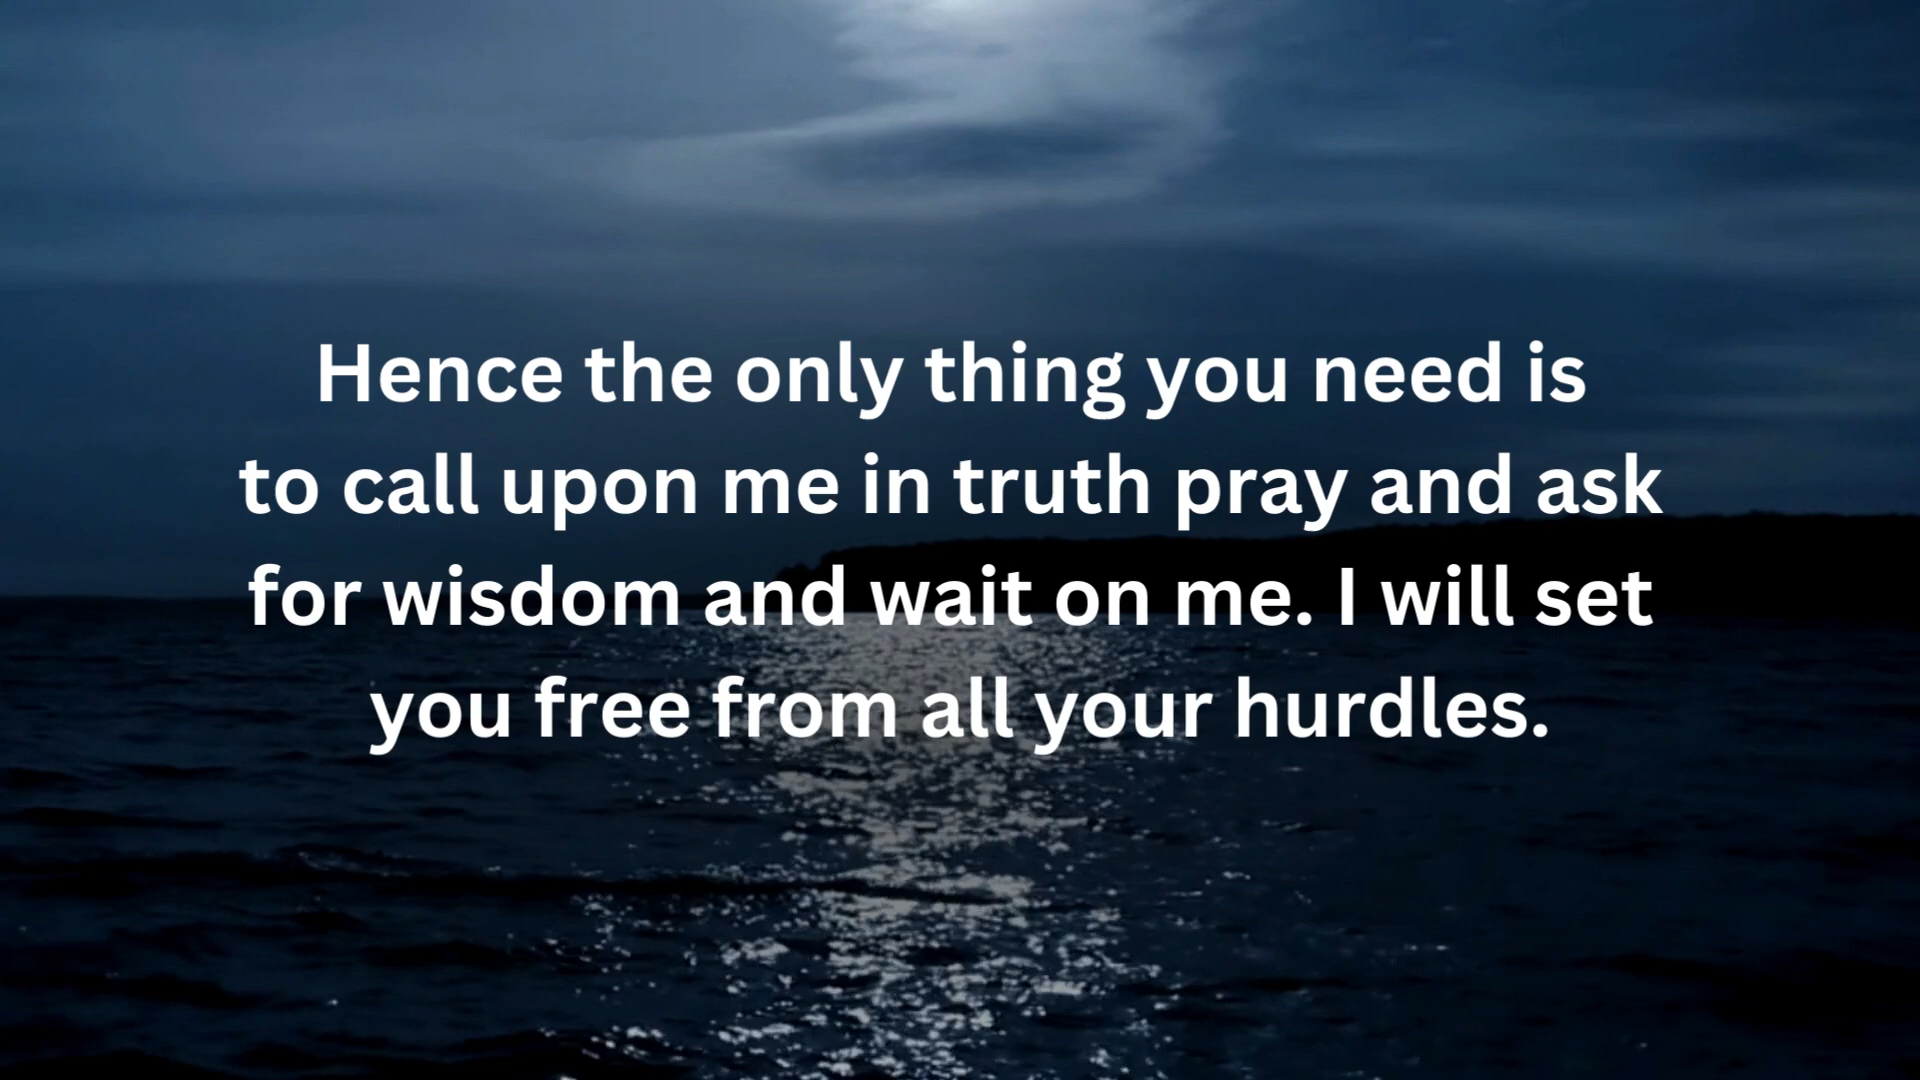 Hence the only thing you need is
to call upon me in truth pray and ask
for wisdom and wait on me. I will set
you free from all your hurdles.